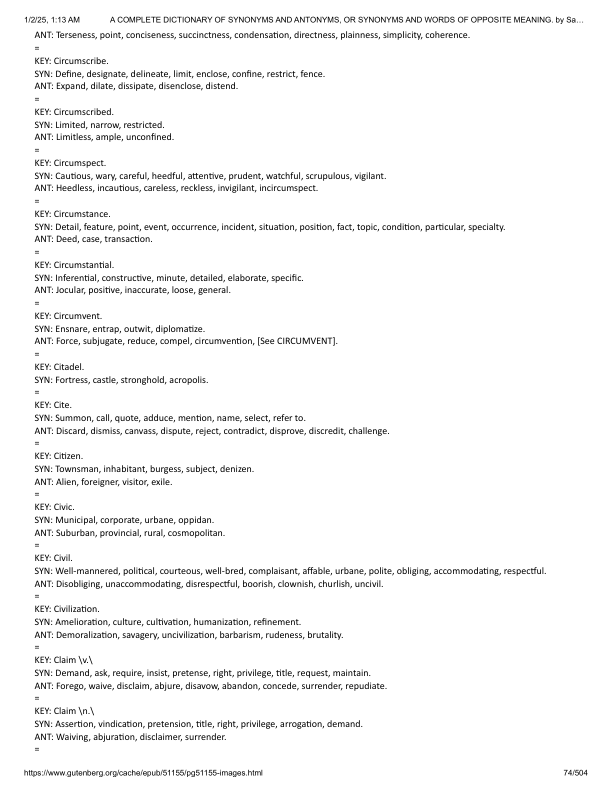 1/2/25, 1:13 AM A COMPLETE DICTIONARY OF SYNONYMS AND ANTONYMS, OR SYNONYMS AND WORDS OF OPPOSITE MEANING. by Sa…
ANT: Terseness, point, conciseness, succinctness, condensation, directness, plainness, simplicity, coherence.
=
KEY: Circumscribe.
SYN: Define, designate, delineate, limit, enclose, confine, restrict, fence.
ANT: Expand, dilate, dissipate, disenclose, distend.
=
KEY: Circumscribed.
SYN: Limited, narrow, restricted.
ANT: Limitless, ample, unconfined.
=
KEY: Circumspect.
SYN: Cautious, wary, careful, heedful, attentive, prudent, watchful, scrupulous, vigilant.
ANT: Heedless, incautious, careless, reckless, invigilant, incircumspect.
=
KEY: Circumstance.
SYN: Detail, feature, point, event, occurrence, incident, situation, position, fact, topic, condition, particular, specialty.
ANT: Deed, case, transaction.
=
KEY: Circumstantial.
SYN: Inferential, constructive, minute, detailed, elaborate, specific.
ANT: Jocular, positive, inaccurate, loose, general.
=
KEY: Circumvent.
SYN: Ensnare, entrap, outwit, diplomatize.
ANT: Force, subjugate, reduce, compel, circumvention, [See CIRCUMVENT].
=
KEY: Citadel.
SYN: Fortress, castle, stronghold, acropolis.
=
KEY: Cite.
SYN: Summon, call, quote, adduce, mention, name, select, refer to.
ANT: Discard, dismiss, canvass, dispute, reject, contradict, disprove, discredit, challenge.
=
KEY: Citizen.
SYN: Townsman, inhabitant, burgess, subject, denizen.
ANT: Alien, foreigner, visitor, exile.
=
KEY: Civic.
SYN: Municipal, corporate, urbane, oppidan.
ANT: Suburban, provincial, rural, cosmopolitan.
=
KEY: Civil.
SYN: Well-mannered, political, courteous, well-bred, complaisant, affable, urbane, polite, obliging, accommodating, respectful.
ANT: Disobliging, unaccommodating, disrespectful, boorish, clownish, churlish, uncivil.
=
KEY: Civilization.
SYN: Amelioration, culture, cultivation, humanization, refinement.
ANT: Demoralization, savagery, uncivilization, barbarism, rudeness, brutality.
=
KEY: Claim \v.\
SYN: Demand, ask, require, insist, pretense, right, privilege, title, request, maintain.
ANT: Forego, waive, disclaim, abjure, disavow, abandon, concede, surrender, repudiate.
=
KEY: Claim \n.\
SYN: Assertion, vindication, pretension, title, right, privilege, arrogation, demand.
ANT: Waiving, abjuration, disclaimer, surrender.
=
https://www.gutenberg.org/cache/epub/51155/pg51155-images.html 74/504